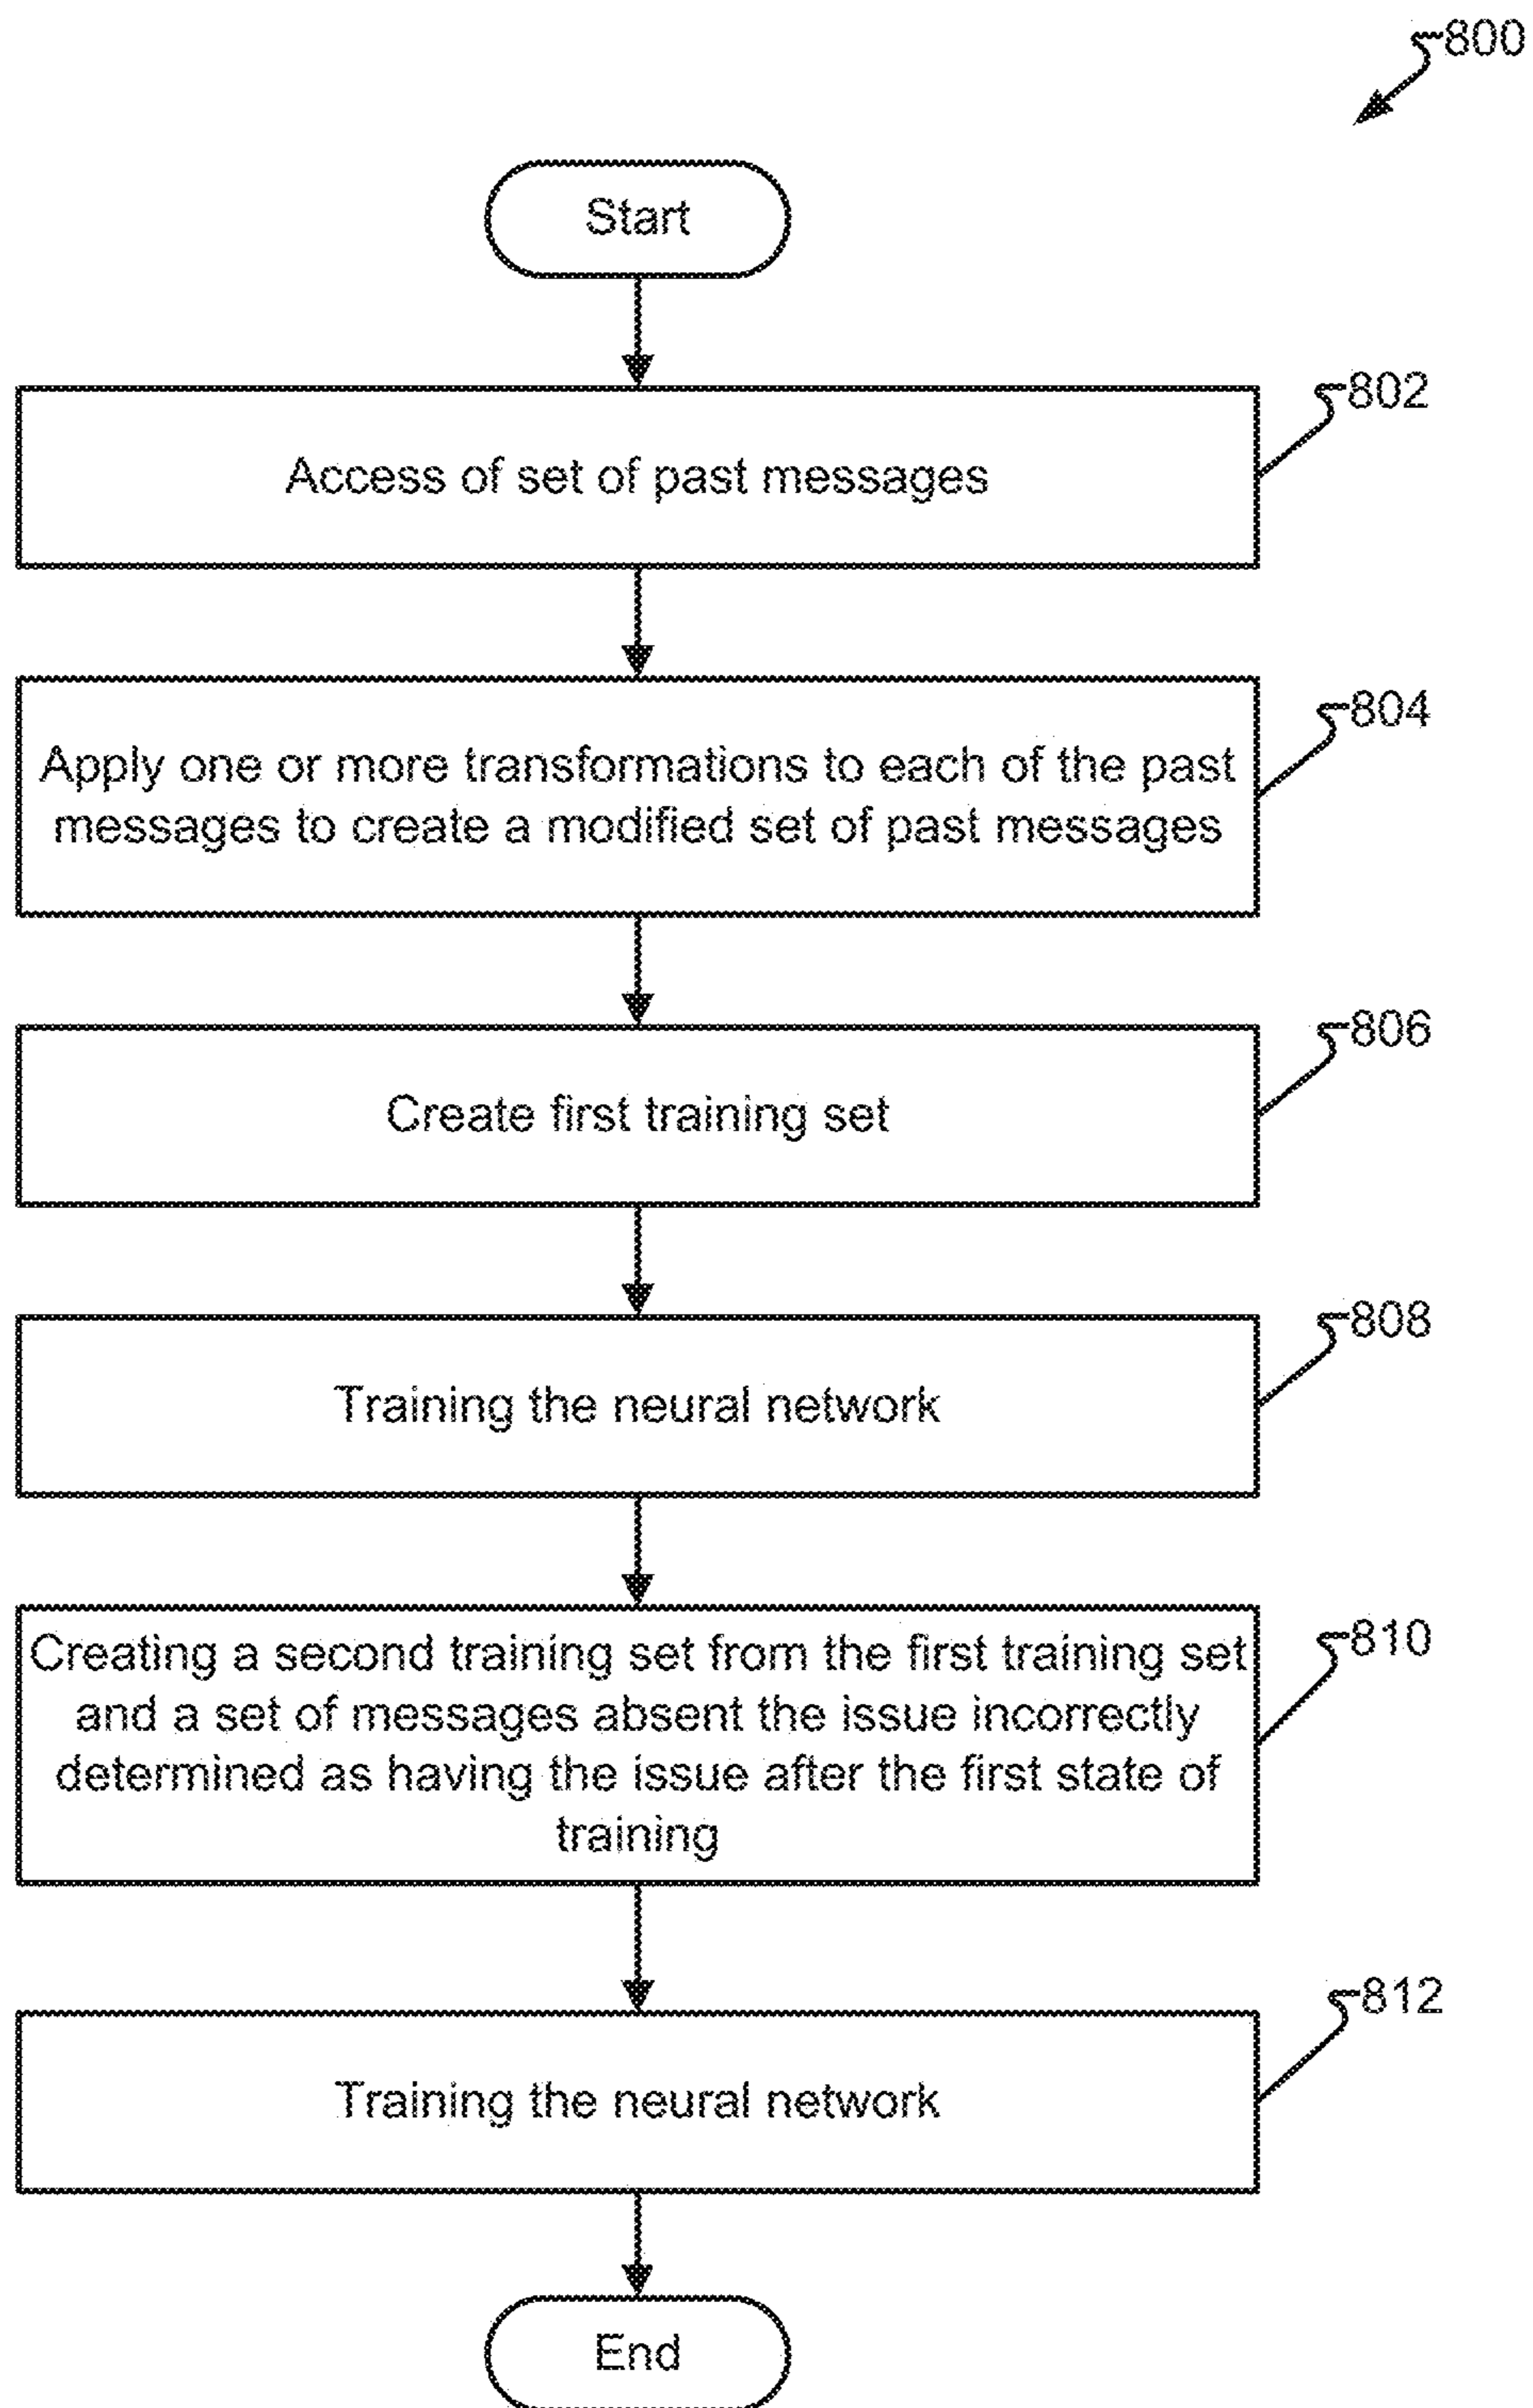 800
Start
802
Access of set of past messages
804
Apply one or more transformations to each of the past
messages to create a modified set of past messages
806
Create first training set
808
Training the neural network
810
Creating a second training set from the first training set
and a set of messages absent the issue incorrectly
determined as having the issue after the first state of
training
812
Training the neural network
End